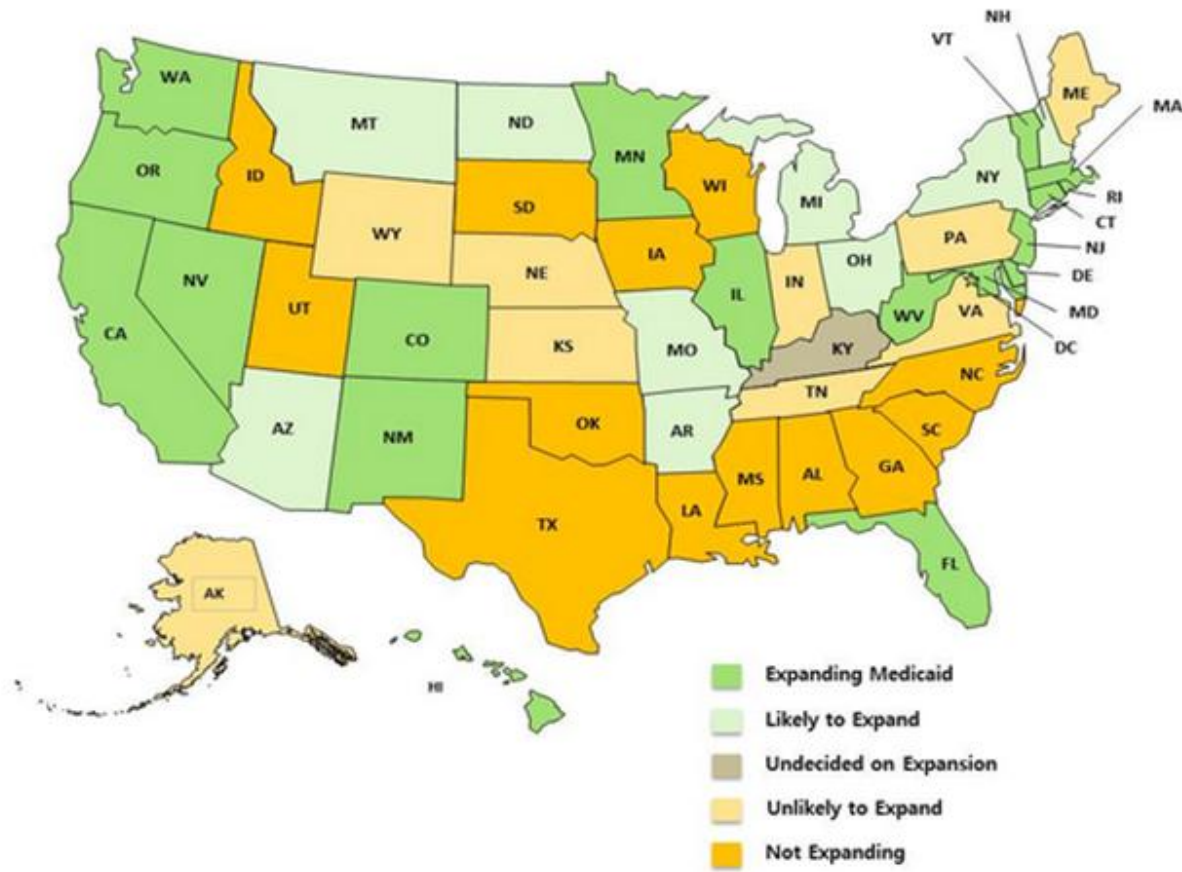 NH
VT
WA
ME
MT
ND
MA
MN
OR
ID
NY
WI
SD
MI
RI
WY
CT
PA
NJ
IA
NE
OH
DE
NV
IN
IL
UT
WV
VA
MD
CA
CO
KS
MO
KY
DC
NC
TN
AZ
NM
OK
AR
SC
MS
AL
GA
LA
TX
FL
AK
HI
Expanding Medicaid
Likely to Expand
Undecided on Expansion
Unlikely to Expand
Not Expanding